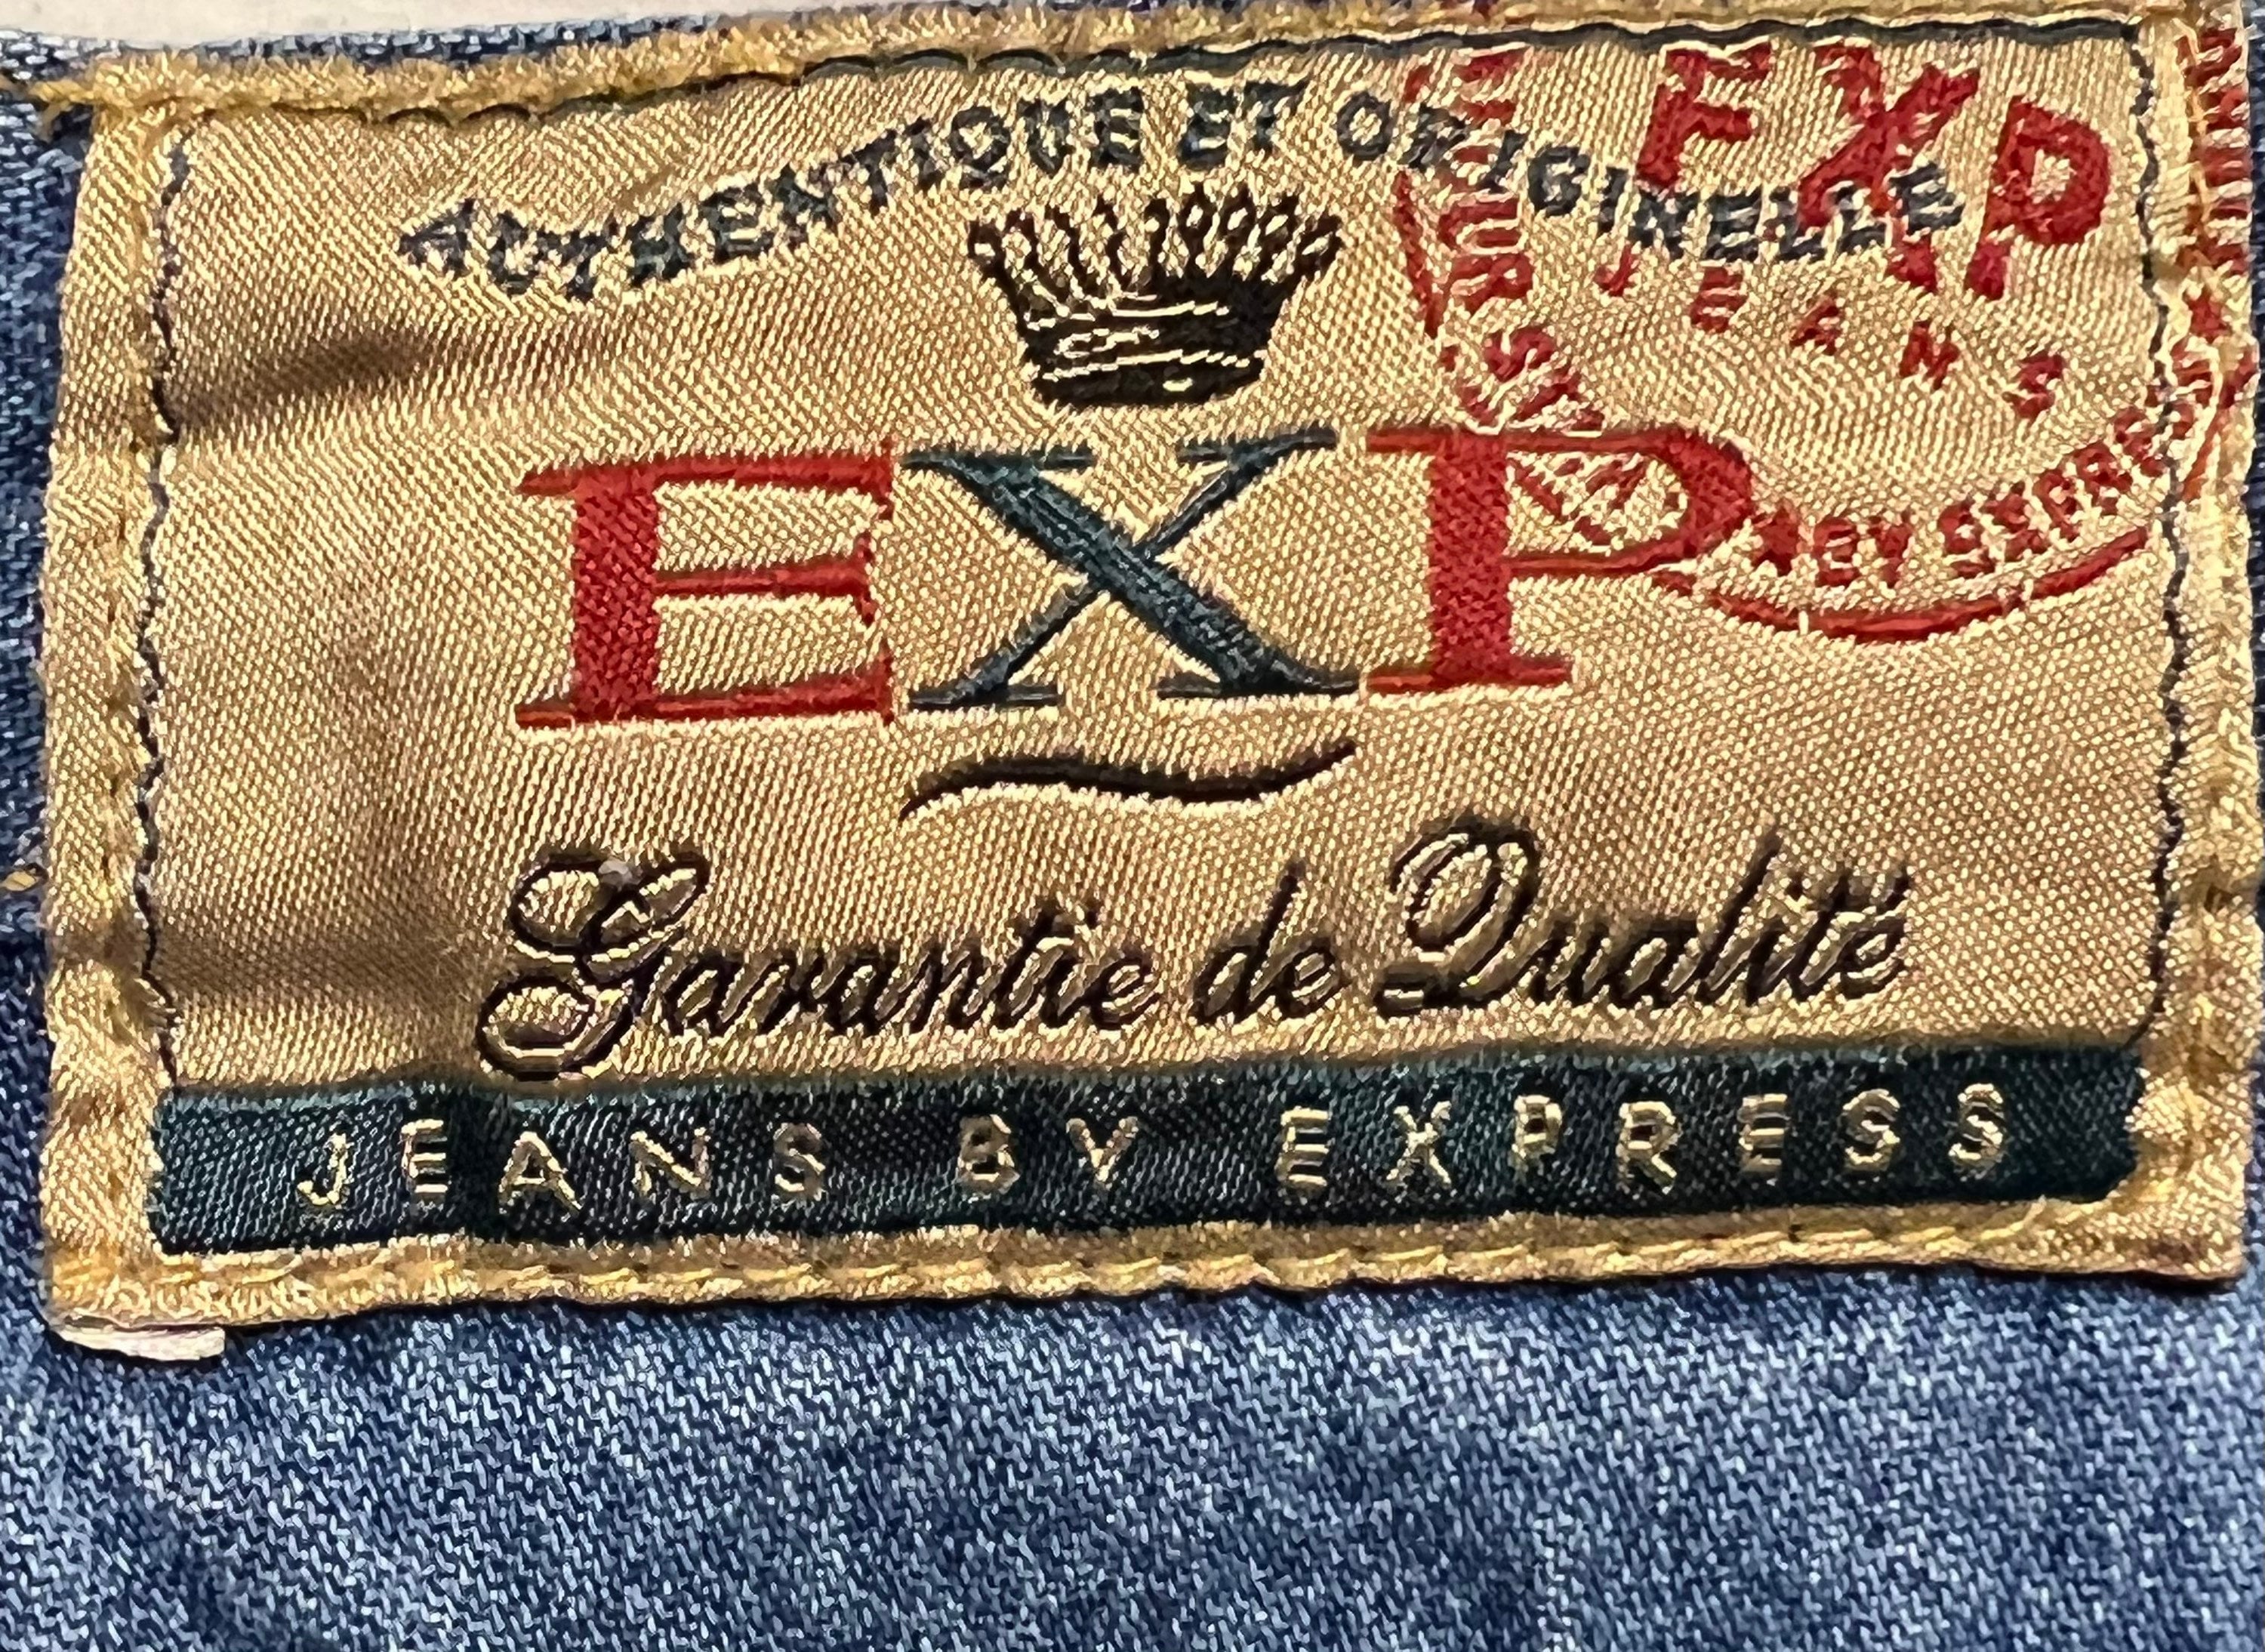 AUTHENTIQUE ET ORIGINELLE
EXP
JEANS
BY EXPRESS
EXP
Garantie de Qualité
JEANS BY EXPRESS